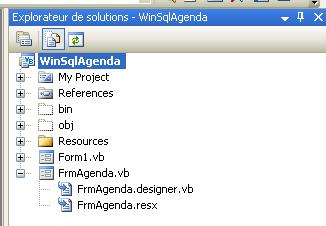 Explorateur de solutions - WinSqlAgenda
WinSqlAgenda
My Project
References
bin
obj
Resources
Form1.vb
FrmAgenda.vb
FrmAgenda.designer.vb
FrmAgenda.resx